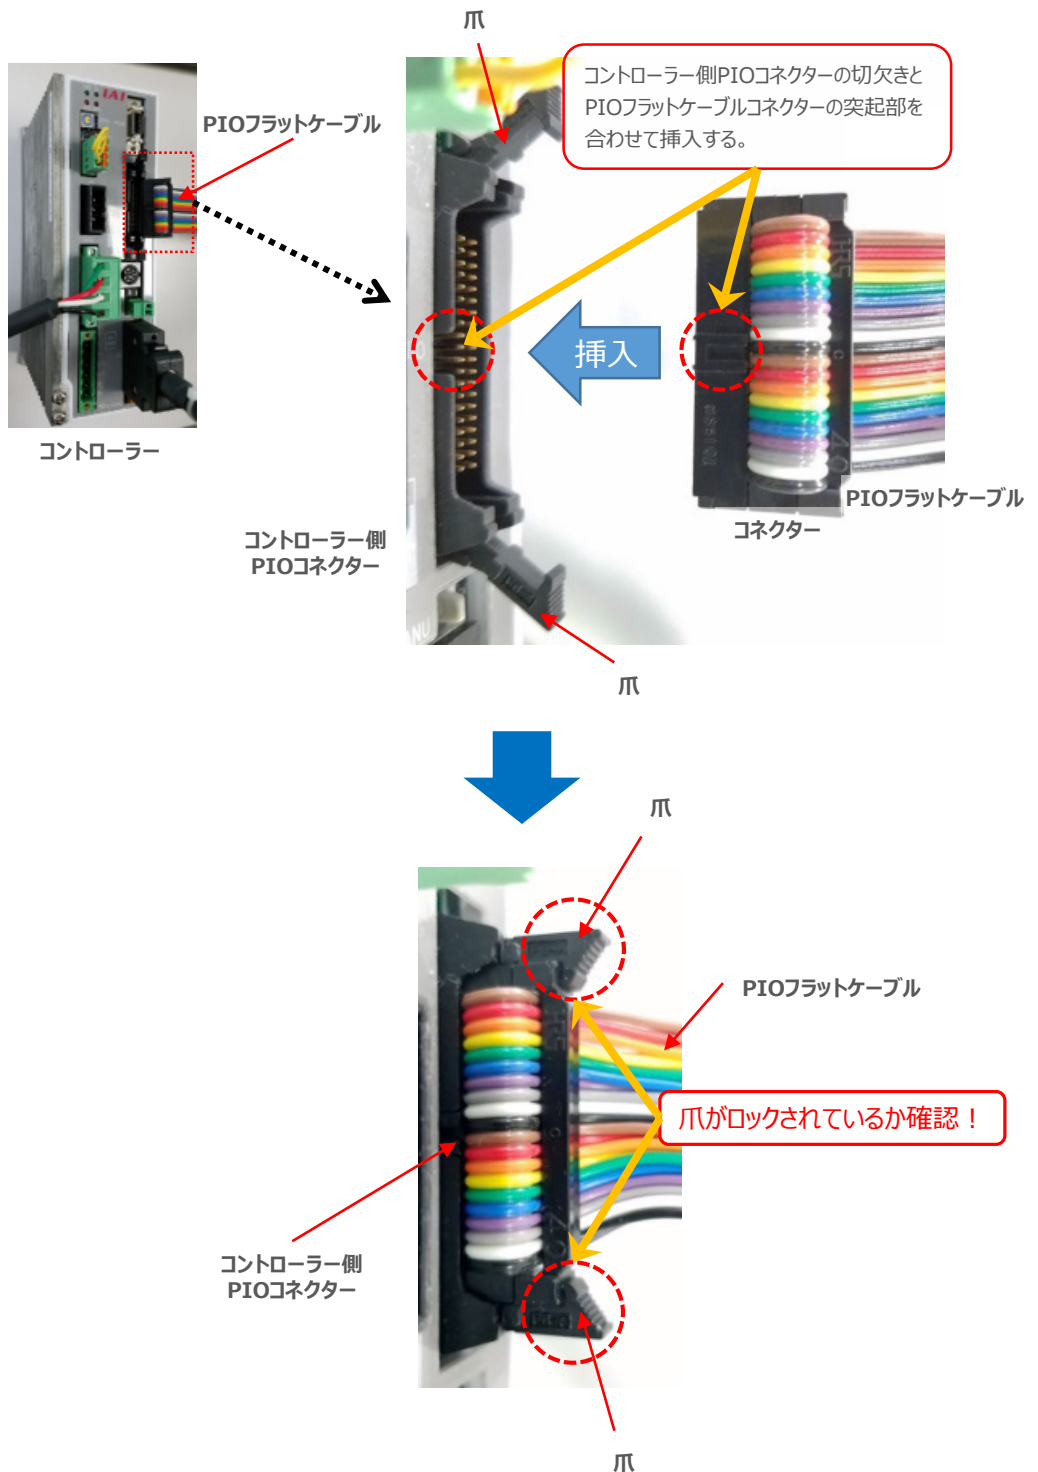 爪
コントローラー側PIOコネクターの切欠きと
PIOフラットケーブルコネクターの突起部を
合わせて挿入する。
IAI
PIOフラットケーブル
HRS
挿入
C
コントローラー
40
PIOフラットケーブル
コネクター
コントローラー側
PIOコネクター
爪
爪
PIOフラットケーブル
HRS
爪がロックされているか確認！
C
40
コントローラー側
PIOコネクター
爪